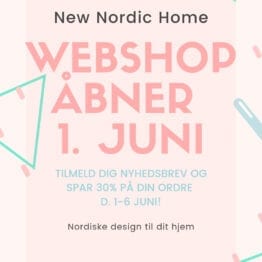 New Nordic Home
WEBSHOP
ÅBNER
1. JUNI
TILMELD DIG NYHEDSBREV OG
SPAR 30% PÅ DIN ORDRE
D. 1-6 JUNI!
Nordiske design til dit hjem